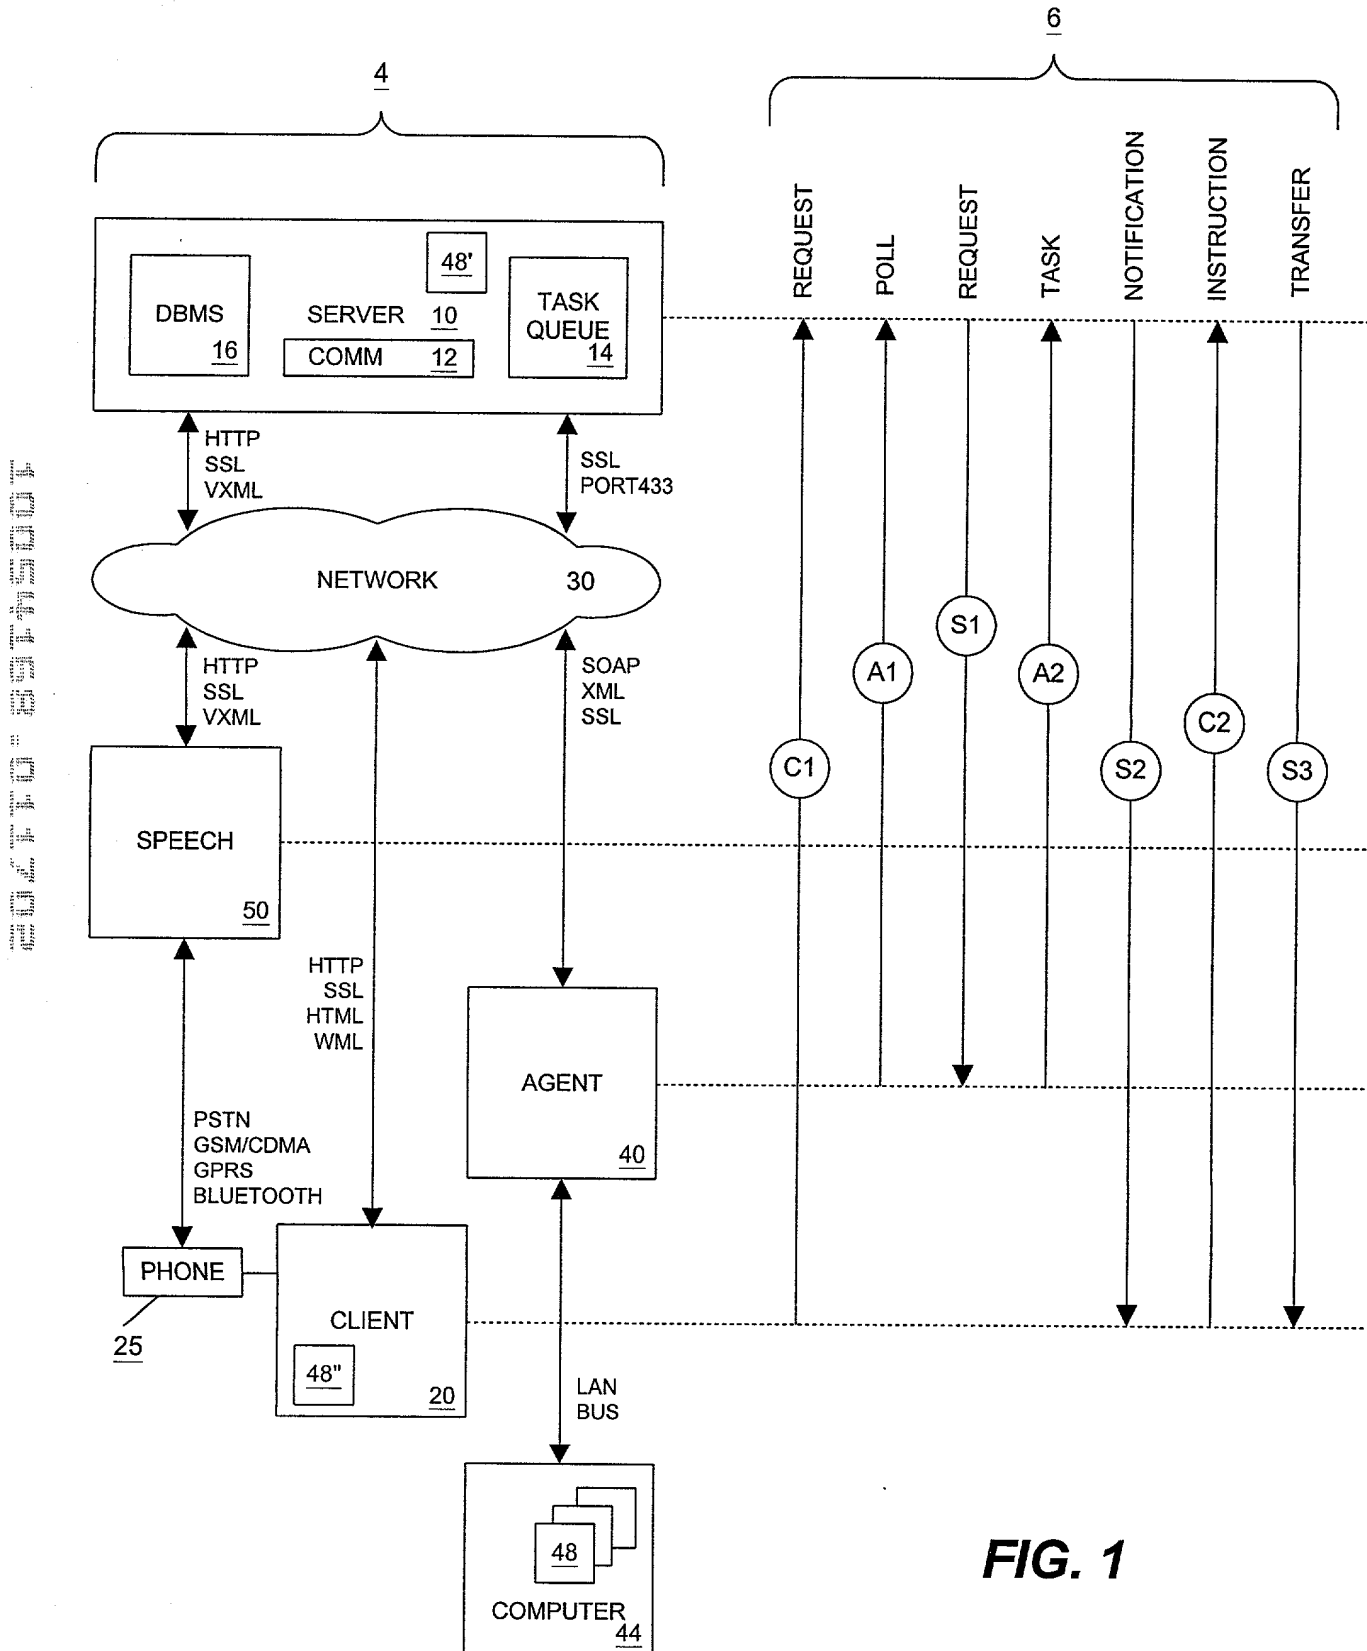 6
4
REQUEST
POLL
REQUEST
TASK
NOTIFICATION
INSTRUCTION
TRANSFER
48'
DBMS
16
SERVER 10
COMM 12
TASK
QUEUE
14
HTTP
SSL
VXML
SSL
PORT433
NETWORK 30
HTTP
SSL
VXML
SOAP
XML
SSL
S1
A1
A2
C2
C1
S2
S3
SPEECH
50
HTTP
SSL
HTML
WML
AGENT
40
PSTN
GSM/CDMA
GPRS
BLUETOOTH
PHONE
25
CLIENT
48"
20
LAN
BUS
48
COMPUTER
44
FIG. 1